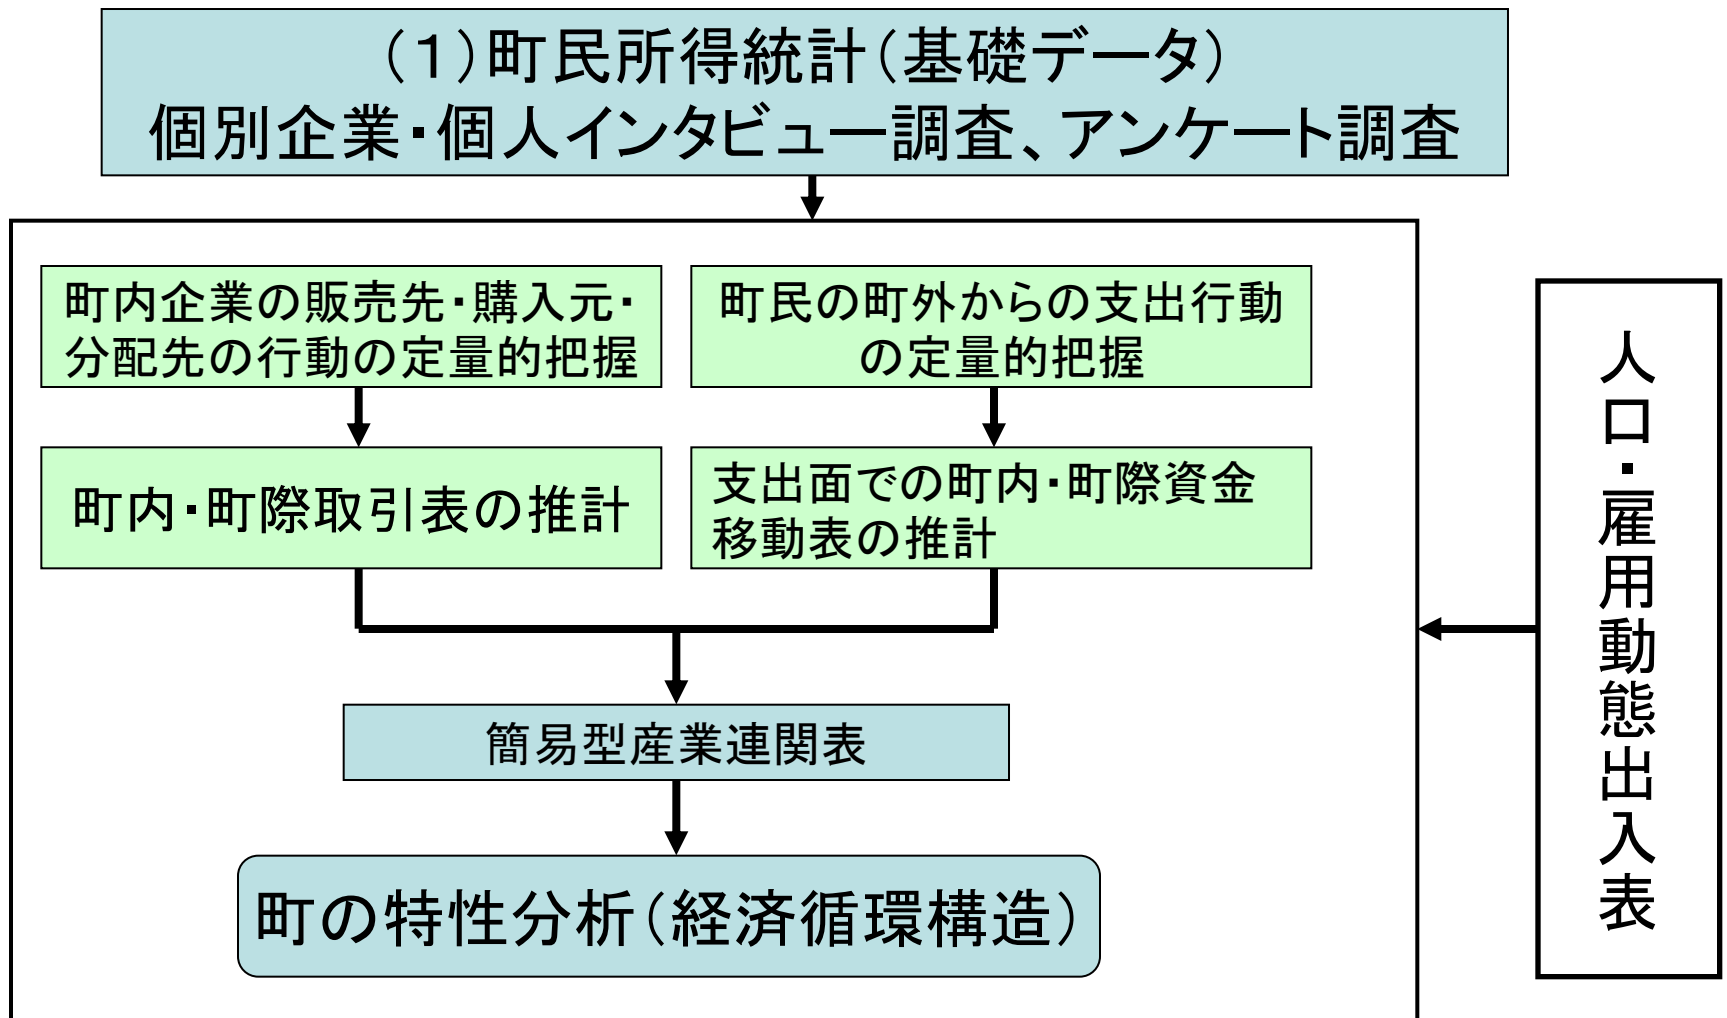 （１）町民所得統計（基礎データ）
個別企業・個人インタビュー調査、アンケート調査
町内企業の販売先・購入元・
分配先の行動の定量的把握
町民の町外からの支出行動
の定量的把握
町内・町際取引表の推計
支出面での町内・町際資金
移動表の推計
簡易型産業連関表
町の特性分析（経済循環構造）
人口・雇用動態出入表